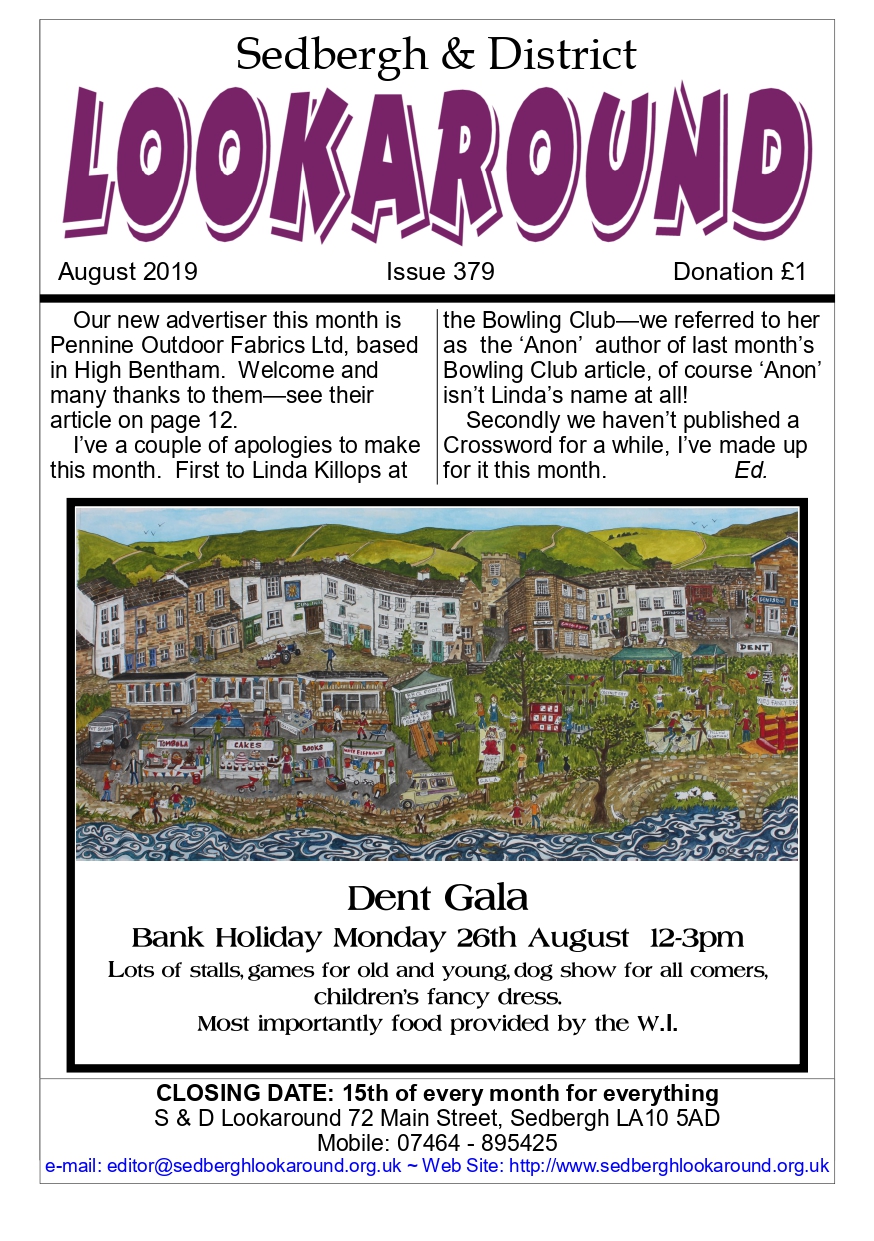 Sedbergh & District
LOOKAROUND
August 2019 Issue 379 Donation £1
Our new advertiser this month is
Pennine Outdoor Fabrics Ltd, based
in High Bentham. Welcome and
many thanks to them—see their
article on page 12.
I’ve a couple of apologies to make
this month. First to Linda Killops at
the Bowling Club—we referred to her
as the ‘Anon’ author of last month’s
Bowling Club article, of course ‘Anon’
isn’t Linda’s name at all!
Secondly we haven’t published a
Crossword for a while, I’ve made up
for it this month. Ed.
DENT
TOMBOLA
CAKES
BOOKS
GALA
Dent Gala
Bank Holiday Monday 26th August 12-3pm
Lots of stalls, games for old and young, dog show for all comers,
children’s fancy dress.
Most importantly food provided by the W.I.
CLOSING DATE: 15th of every month for everything
S & D Lookaround 72 Main Street, Sedbergh LA10 5AD
Mobile: 07464 - 895425
e-mail: editor@sedberghlookaround.org.uk ~ Web Site: http://www.sedberghlookaround.org.uk